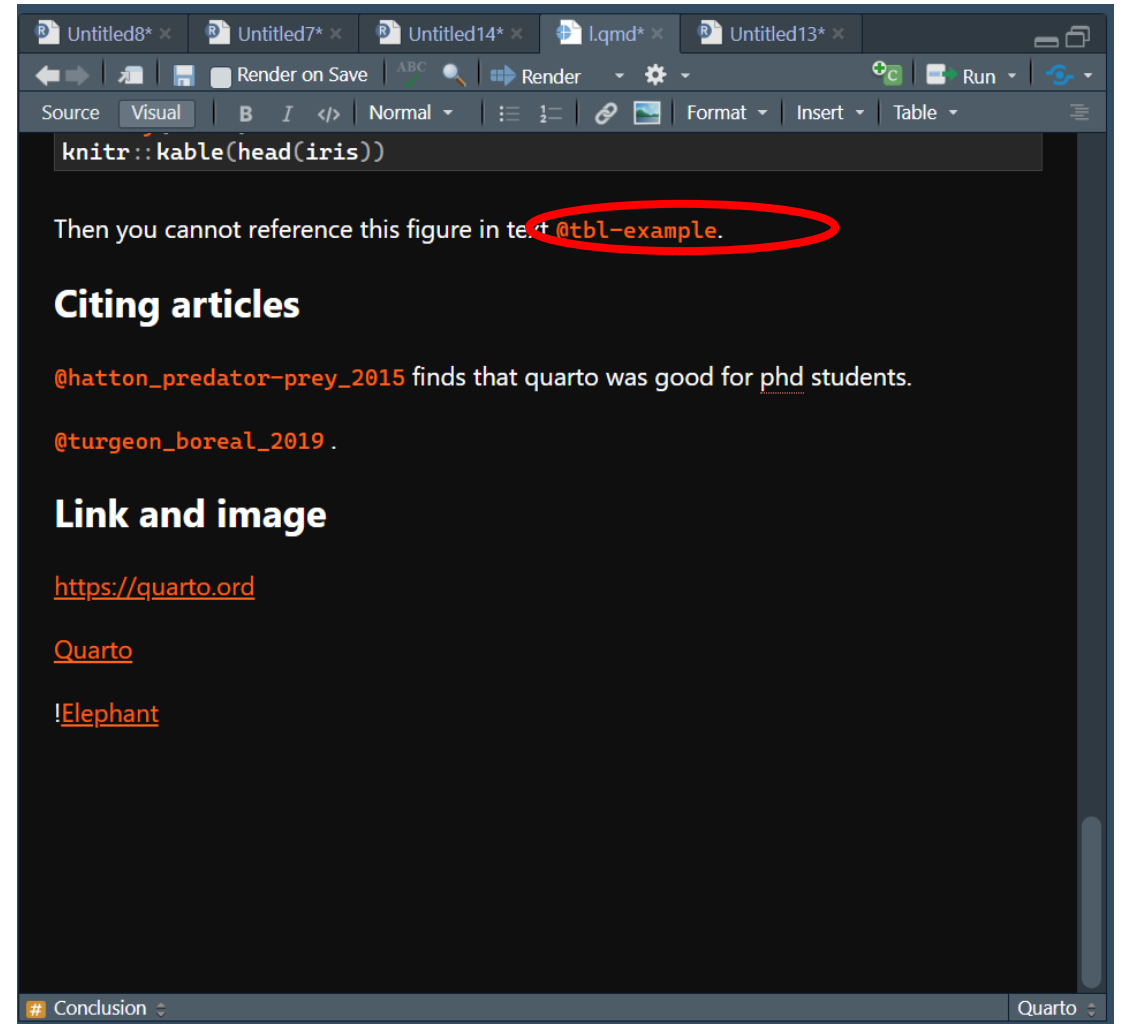 Untitled8* × Untitled7* × Untitled14* × l.qmd* × Untitled13* ×
Render on Save ABC Render Run
Source Visual B I </> Normal Format Insert Table
knitr::kable(head(iris))
Then you cannot reference this figure in text @tbl-example.
Citing articles
@hatton_predator-prey_2015 finds that quarto was good for phd students.
@turgeon_boreal_2019 .
Link and image
https://quarto.ord
Quarto
!Elephant
# Conclusion Quarto